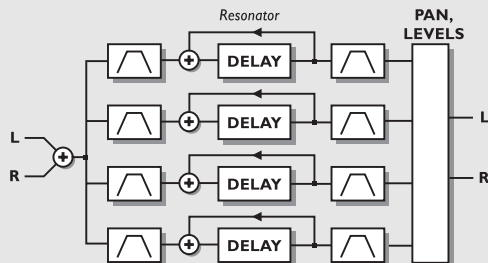 Resonator
PAN,
LEVELS
DELAY
DELAY
L
R
L
DELAY
R
DELAY